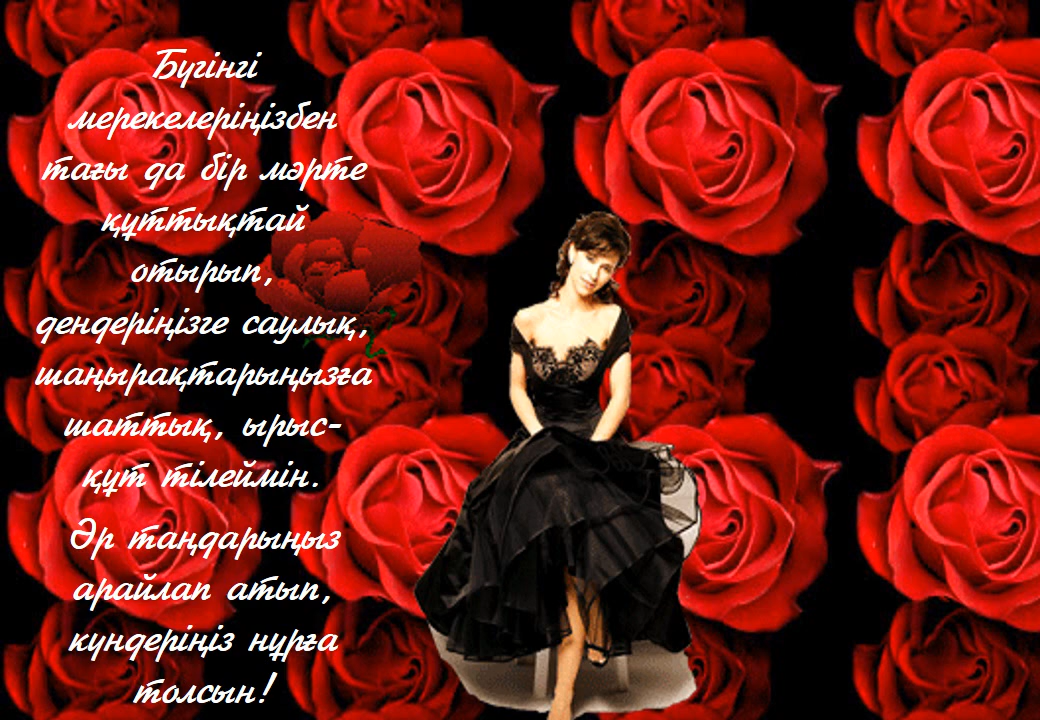 Бүгінгі
мерекелеріңізбен
тағы да бір мәрте
құттықтай
отырып,
дендеріңізге саулық,
шаңырақтарыңызға
шаттық, ырыс-
құт тілеймін.
Әр таңдарыңыз
арайлап атып,
күндеріңіз нұрға
толсын!